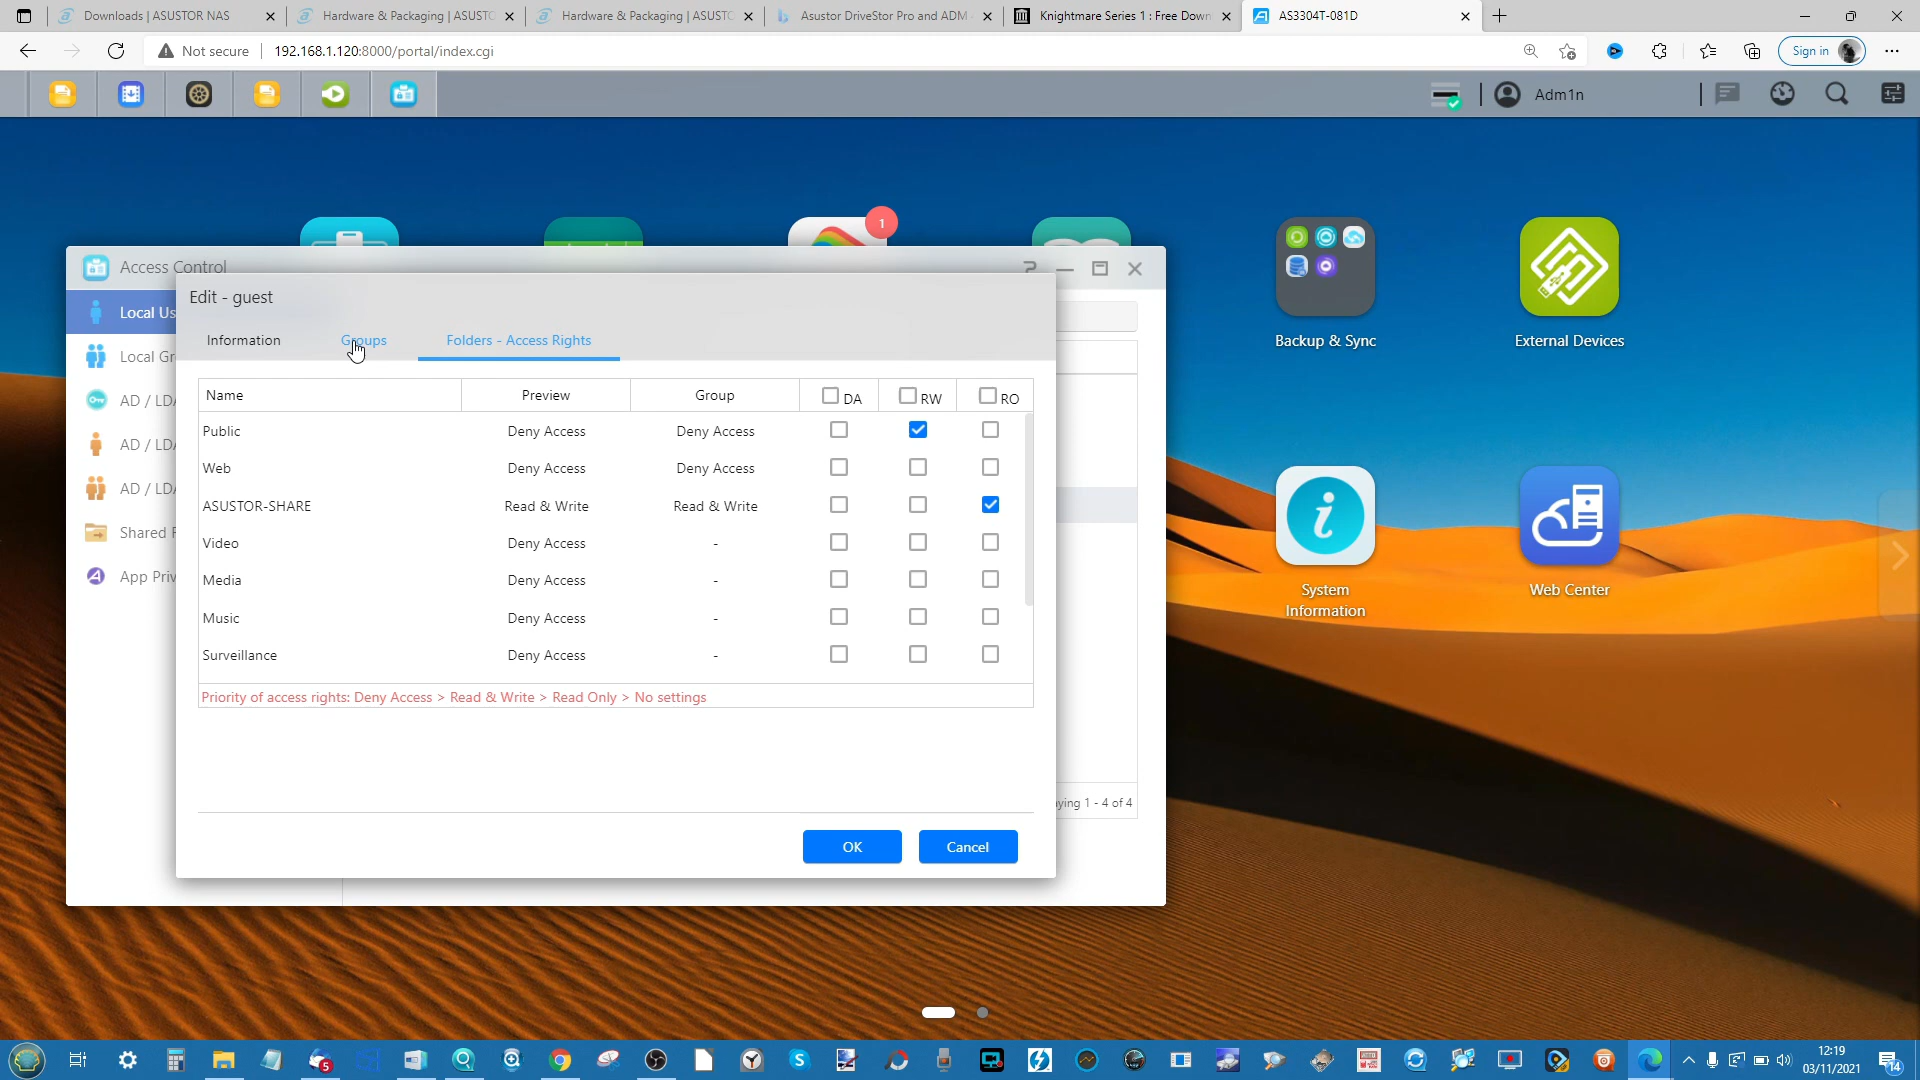 Downloads | ASUSTOR NAS
Hardware & Packaging | ASUSTO
Hardware & Packaging | ASUSTO
Asustor DriveStor Pro and ADM
Knightmare Series 1 : Free Down
AS3304T-081D
Not secure
192.168.1.120:8000/portal/index.cgi
Sign in
Adm1n
1
Access Control
Edit - guest
Information
Groups
Folders - Access Rights
Local Us
Local Gr
AD / LDA
AD / LDA
AD / LDA
Shared F
App Priv
Name Preview Group DA RW RO
Public Deny Access Deny Access
Web Deny Access Deny Access
ASUSTOR-SHARE Read & Write Read & Write
Video Deny Access -
Media Deny Access -
Music Deny Access -
Surveillance Deny Access -
Priority of access rights: Deny Access > Read & Write > Read Only > No settings
ying 1 - 4 of 4
OK
Cancel
Backup & Sync
External Devices
System
Information
Web Center
5
12:19
03/11/2021
14